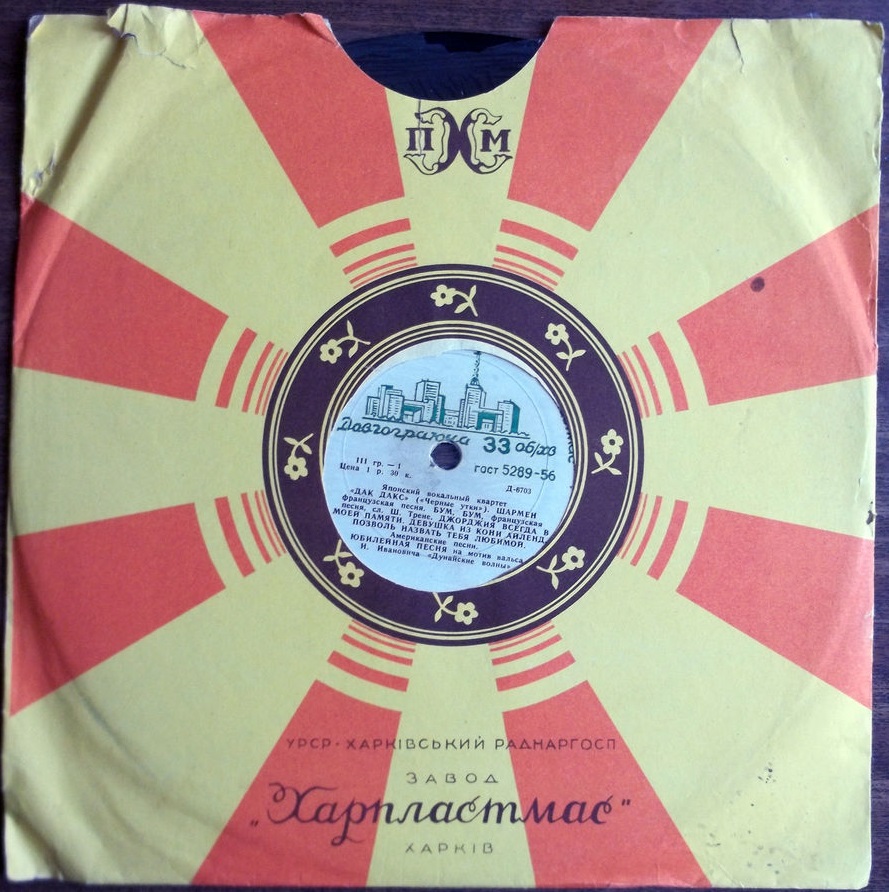 П Х М
Довгограюча 33 об/хв
ГОСТ 5289-56
III гр. — 1
Цена 1 р. 30 к.
Д-6703
Японский вокальный квартет
«ДАК ДАКС» («Черные утки»). ШАРМЕН
французская песня, БУМ, БУМ, французская
песня, сл. Ш. Трене, ДЖОРДЖИЯ ВСЕГДА В
МОЕЙ ПАМЯТИ, ДЕВУШКА ИЗ КОНИ АЙЛЕНД,
ПОЗВОЛЬ НАЗВАТЬ ТЕБЯ ЛЮБИМОЙ,
Американские песни,
ЮБИЛЕЙНАЯ ПЕСНЯ на мотив вальса
Н. Ивановича «Дунайские волны»
УРСР · ХАРКІВСЬКИЙ РАДНАРГОСП
ЗАВОД
„Харпластмас"
ХАРКІВ